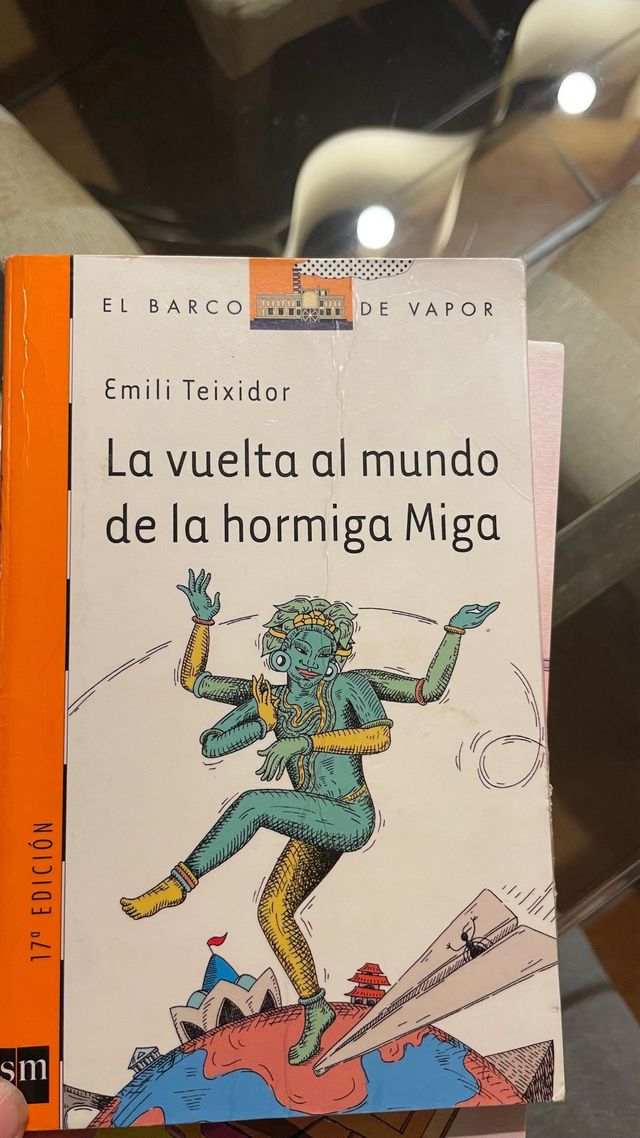 EL BARCO DE VAPOR
Emili Teixidor
La vuelta al mundo
de la hormiga Miga
17ª EDICIÓN
sm